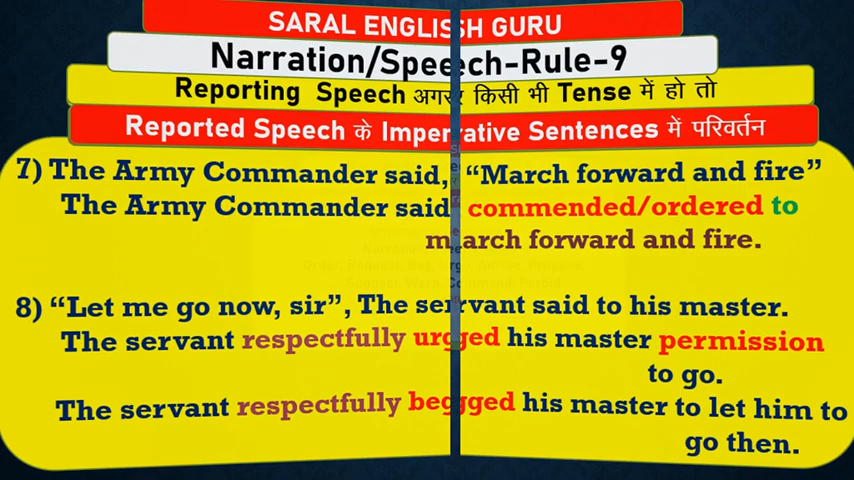 SARAL ENGLISH GURU
Narration/Speech-Rule-9
Reporting Speech अगर किसी भी Tense में हो तो
Reported Speech के Imperative Sentences में परिवर्तन
7) The Army Commander said, “March forward and fire”
The Army Commander said commended/ordered to
march forward and fire.
8) “Let me go now, sir”, The servant said to his master.
The servant respectfully urged his master permission
to go.
The servant respectfully begged his master to let him to
go then.